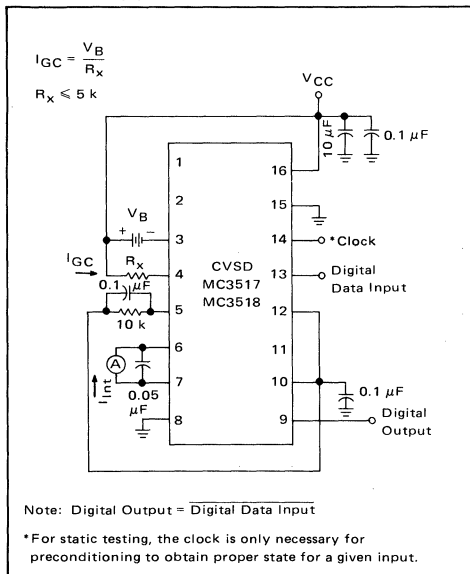 I_GC = V_B / R_x
R_x ⩽ 5 k
V_CC
10 µF
0.1 µF
1
16
2
15
V_B
+ −
3
14
*Clock
CVSD
MC3517
MC3518
I_GC
R_x
4
13
Digital
Data Input
0.1 µF
10 k
5
12
6
11
A
I_Int
7
10
0.05
µF
0.1 µF
8
9
Digital
Output
Note: Digital Output = Digital Data Input
*For static testing, the clock is only necessary for
preconditioning to obtain proper state for a given input.